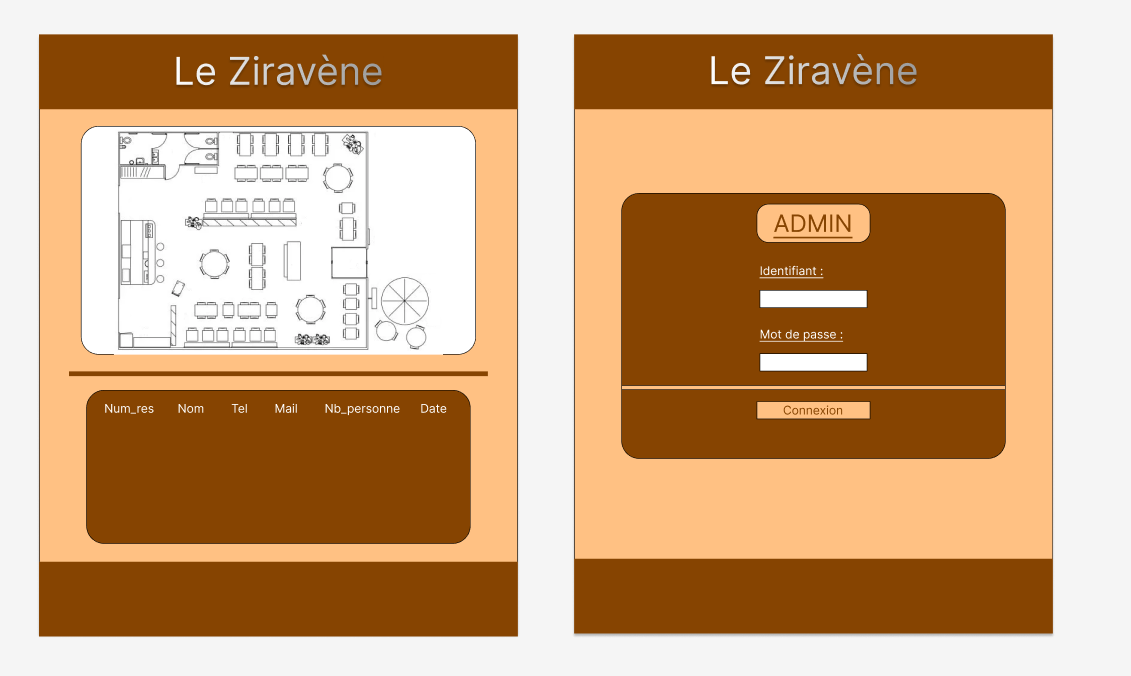 Le Ziravène
Num_res Nom Tel Mail Nb_personne Date
Le Ziravène
ADMIN
Identifiant :
Mot de passe :
Connexion